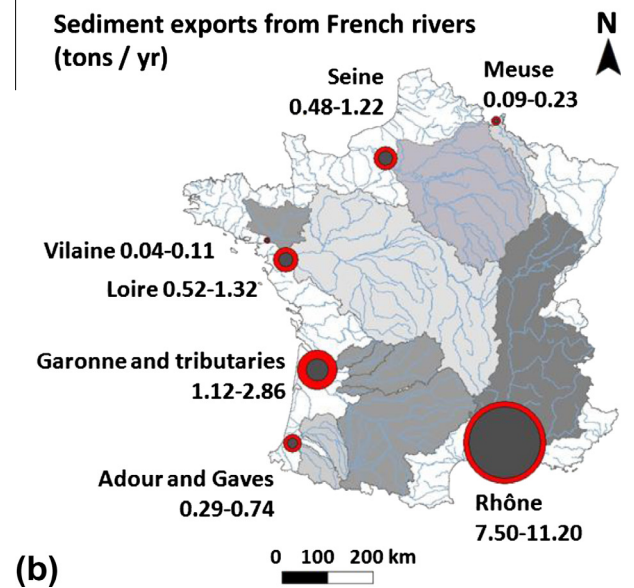 Sediment exports from French rivers
(tons / yr)
N
Seine
0.48-1.22
Meuse
0.09-0.23
Vilaine 0.04-0.11
Loire 0.52-1.32
Garonne and tributaries
1.12-2.86
Adour and Gaves
0.29-0.74
Rhône
7.50-11.20
(b)
0 100 200 km